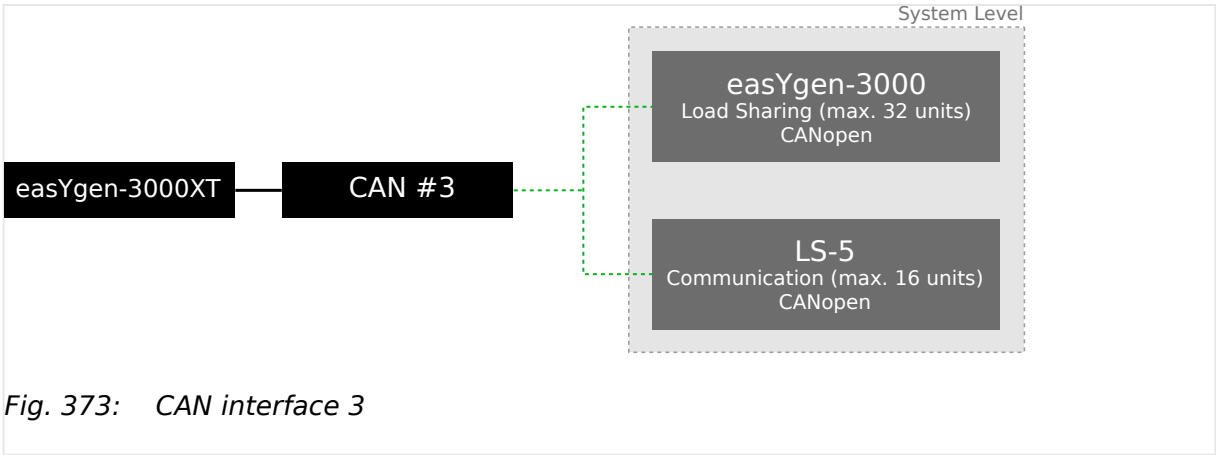 System Level
easYgen-3000
Load Sharing (max. 32 units)
CANopen
easYgen-3000XT
CAN #3
LS-5
Communication (max. 16 units)
CANopen
Fig. 373: CAN interface 3